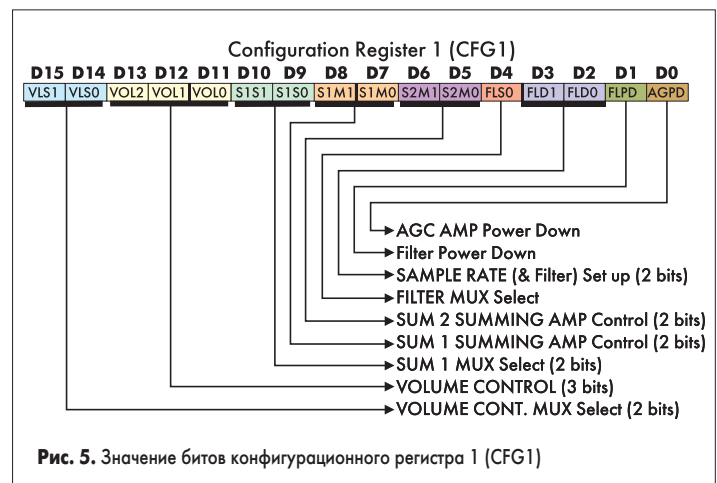 Configuration Register 1 (CFG1)
D15 D14 D13 D12 D11 D10 D9 D8 D7 D6 D5 D4 D3 D2 D1 D0
VLS1 VLS0 VOL2 VOL1 VOL0 S1S1 S1S0 S1M1 S1M0 S2M1 S2M0 FLS0 FLD1 FLD0 FLPD AGPD
AGC AMP Power Down
Filter Power Down
SAMPLE RATE (& Filter) Set up (2 bits)
FILTER MUX Select
SUM 2 SUMMING AMP Control (2 bits)
SUM 1 SUMMING AMP Control (2 bits)
SUM 1 MUX Select (2 bits)
VOLUME CONTROL (3 bits)
VOLUME CONT. MUX Select (2 bits)
Рис. 5. Значение битов конфигурационного регистра 1 (CFG1)